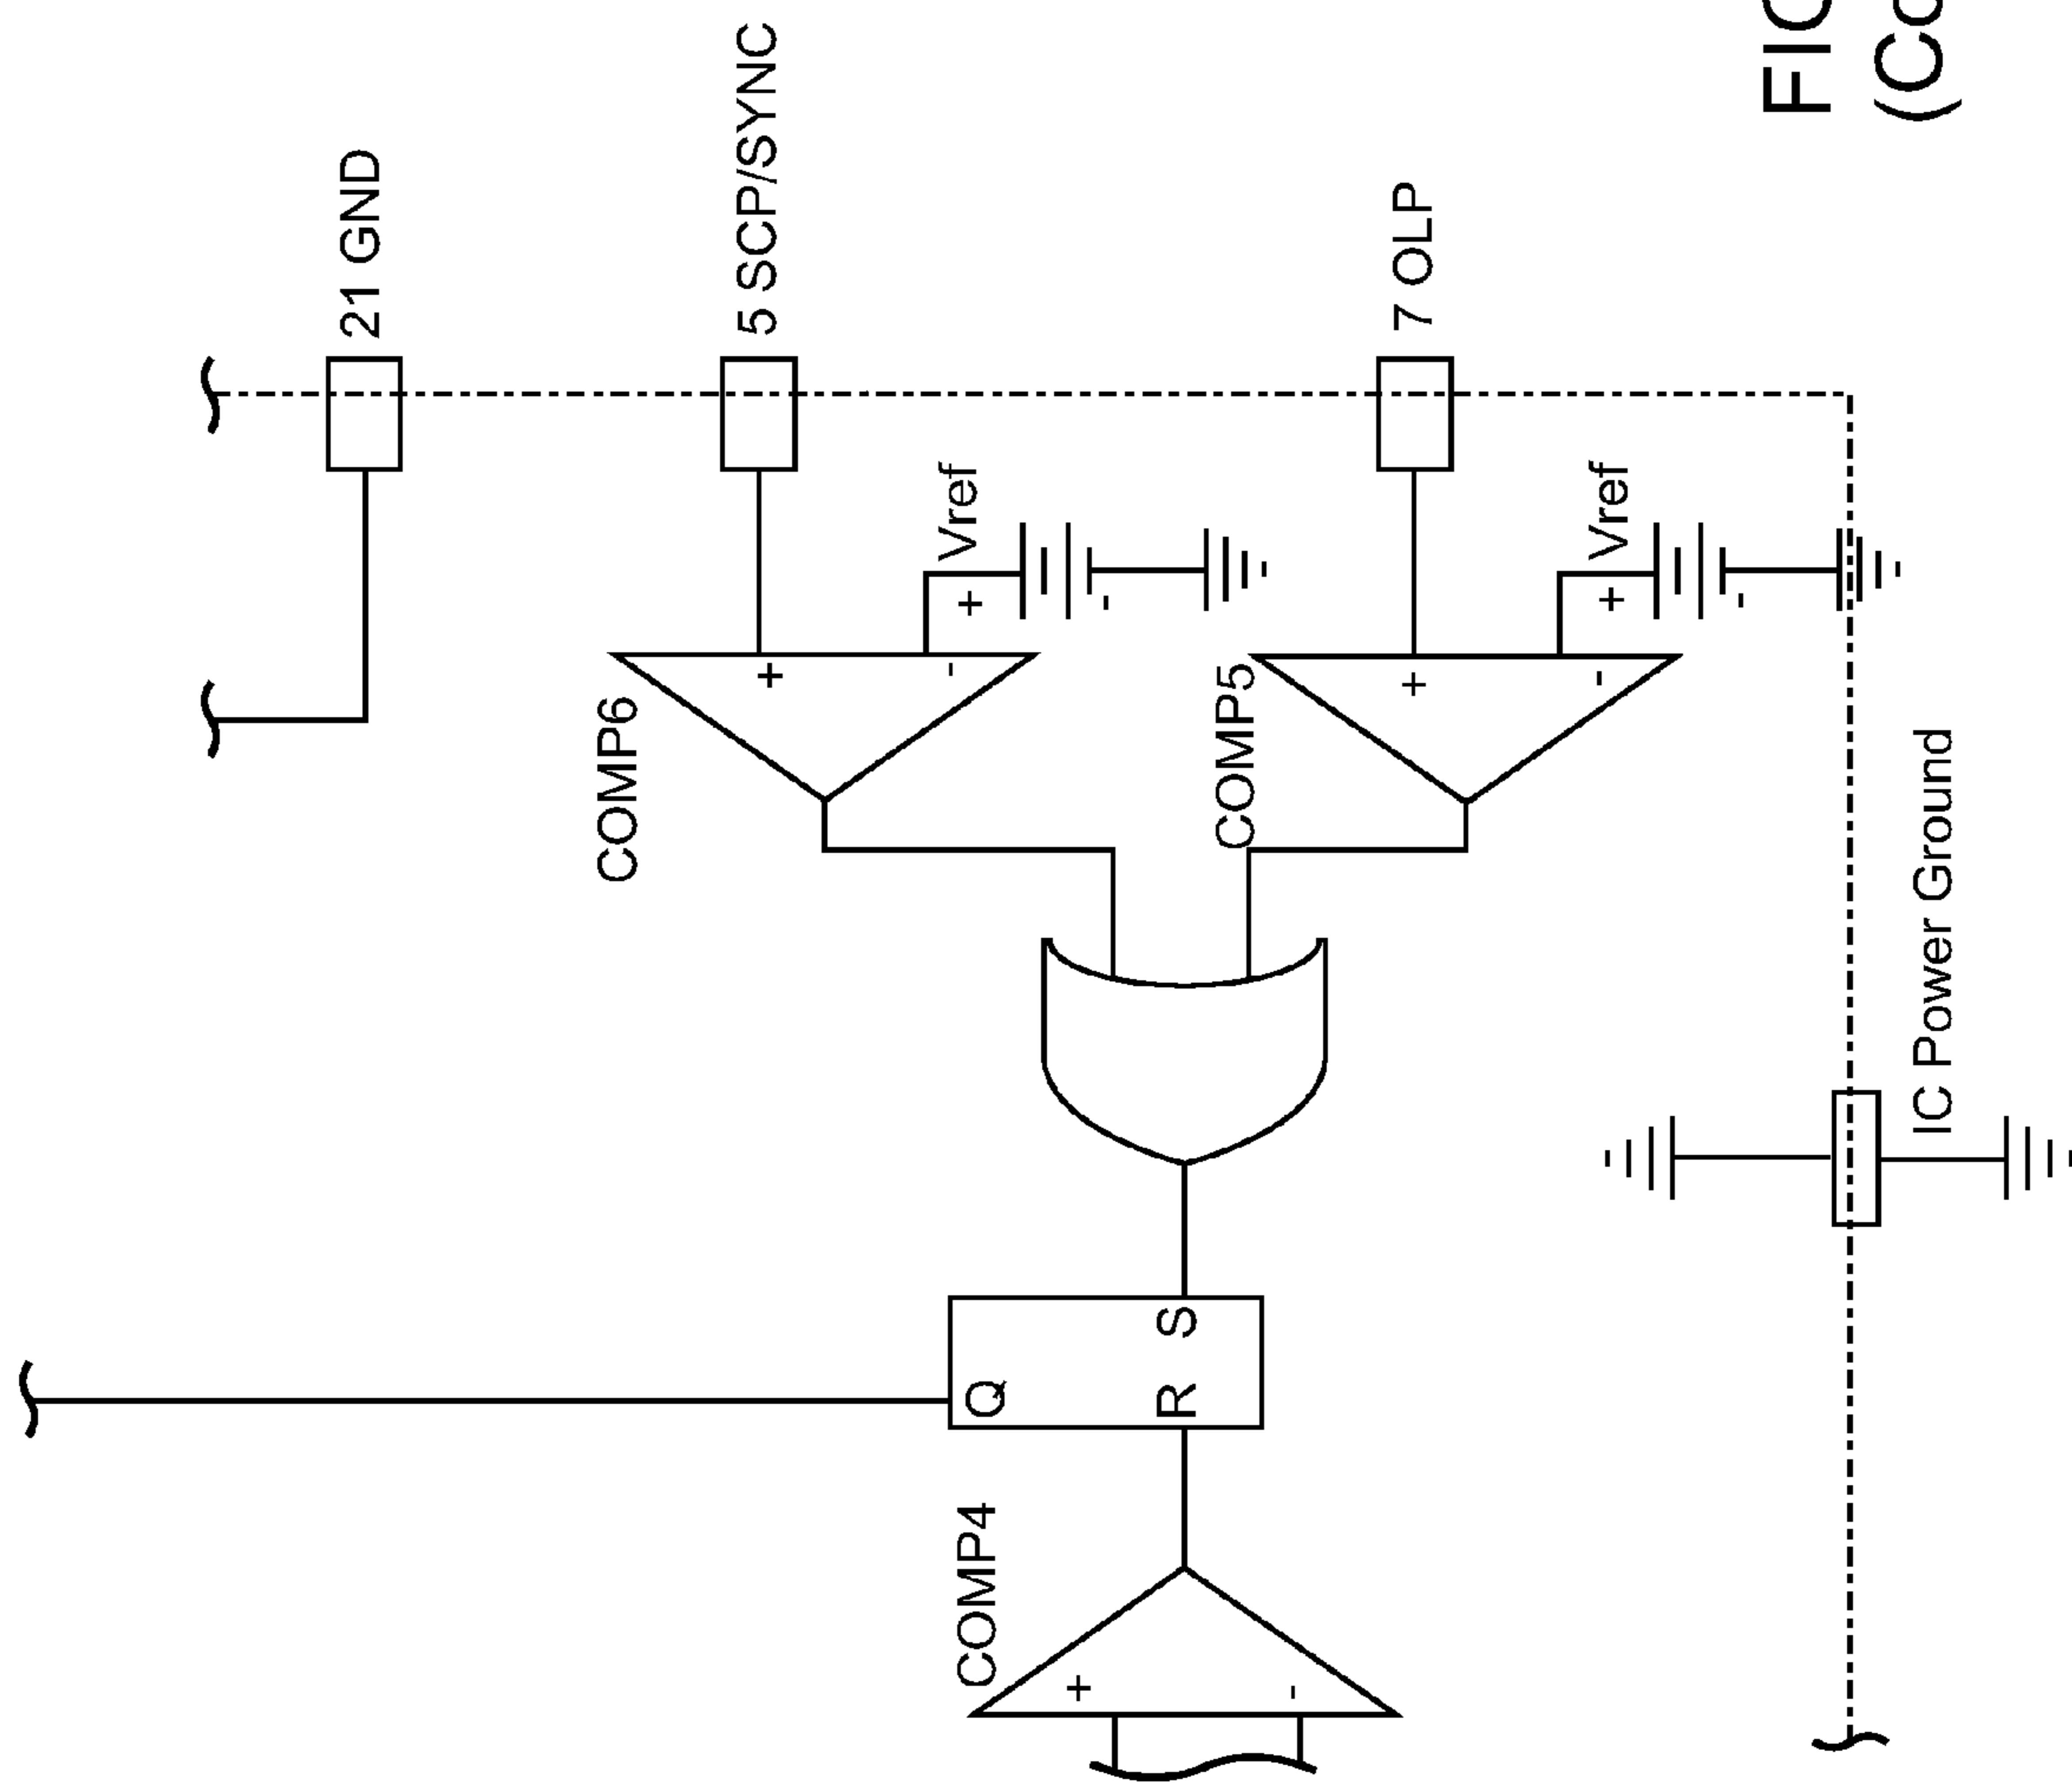 21 GND
COMP6
5 SCP/SYNC
+
-
+
Vref
-
COMP4
Q
+
R S
-
COMP5
7 OLP
+
-
+
Vref
-
IC Power Ground